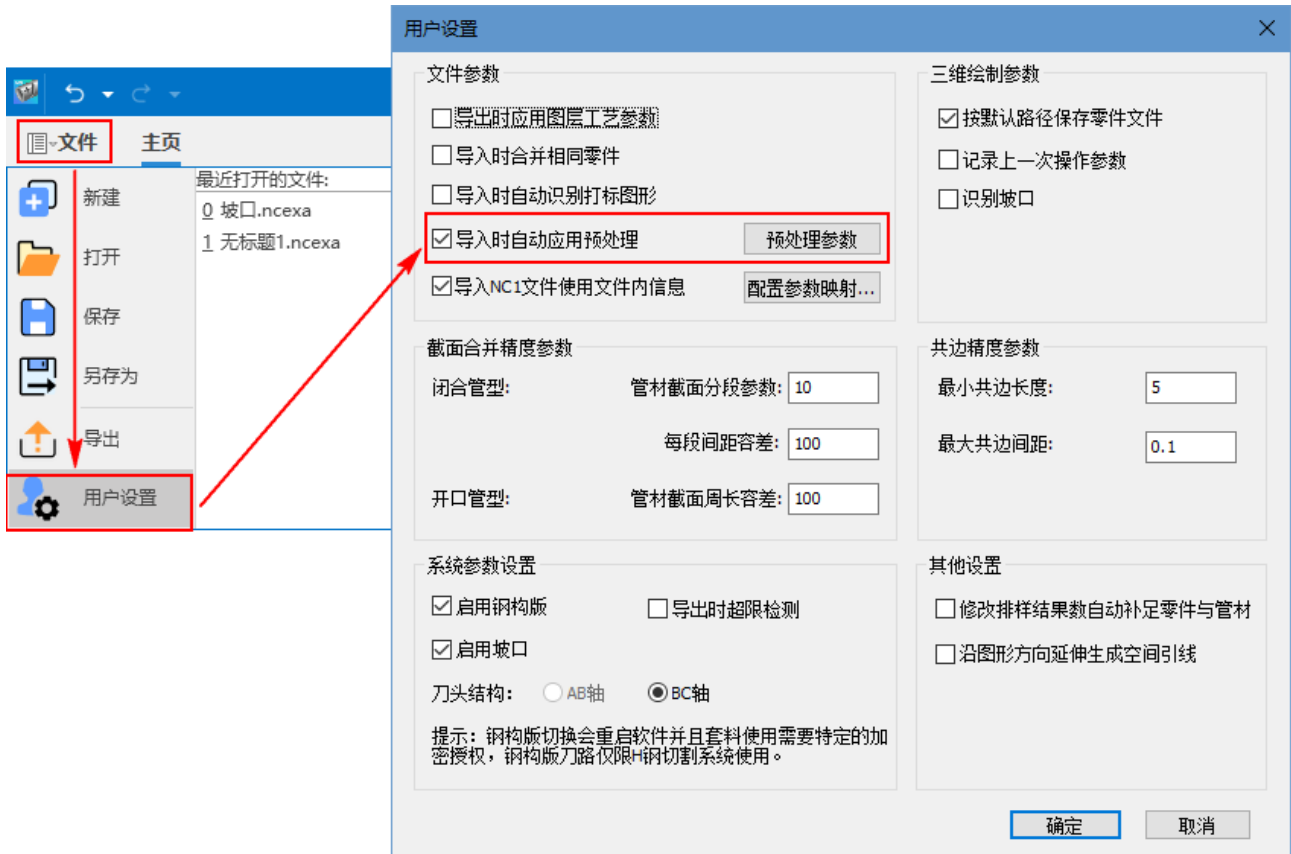 文件
主页
新建
打开
保存
另存为
导出
用户设置
最近打开的文件:
0 坡口.ncexa
1 无标题1.ncexa
用户设置
文件参数
导出时应用图层工艺参数
导入时合并相同零件
导入时自动识别打标图形
导入时自动应用预处理 预处理参数
导入NC1文件使用文件内信息 配置参数映射...
三维绘制参数
按默认路径保存零件文件
记录上一次操作参数
识别坡口
截面合并精度参数
闭合管型: 管材截面分段参数: 10
每段间距容差: 100
开口管型: 管材截面周长容差: 100
共边精度参数
最小共边长度: 5
最大共边间距: 0.1
系统参数设置
启用钢构版 导出时超限检测
启用坡口
刀头结构: AB轴 BC轴
提示：钢构版切换会重启软件并且套料使用需要特定的加
密授权，钢构版刀路仅限H钢切割系统使用。
其他设置
修改排样结果数自动补足零件与管材
沿图形方向延伸生成空间引线
确定 取消